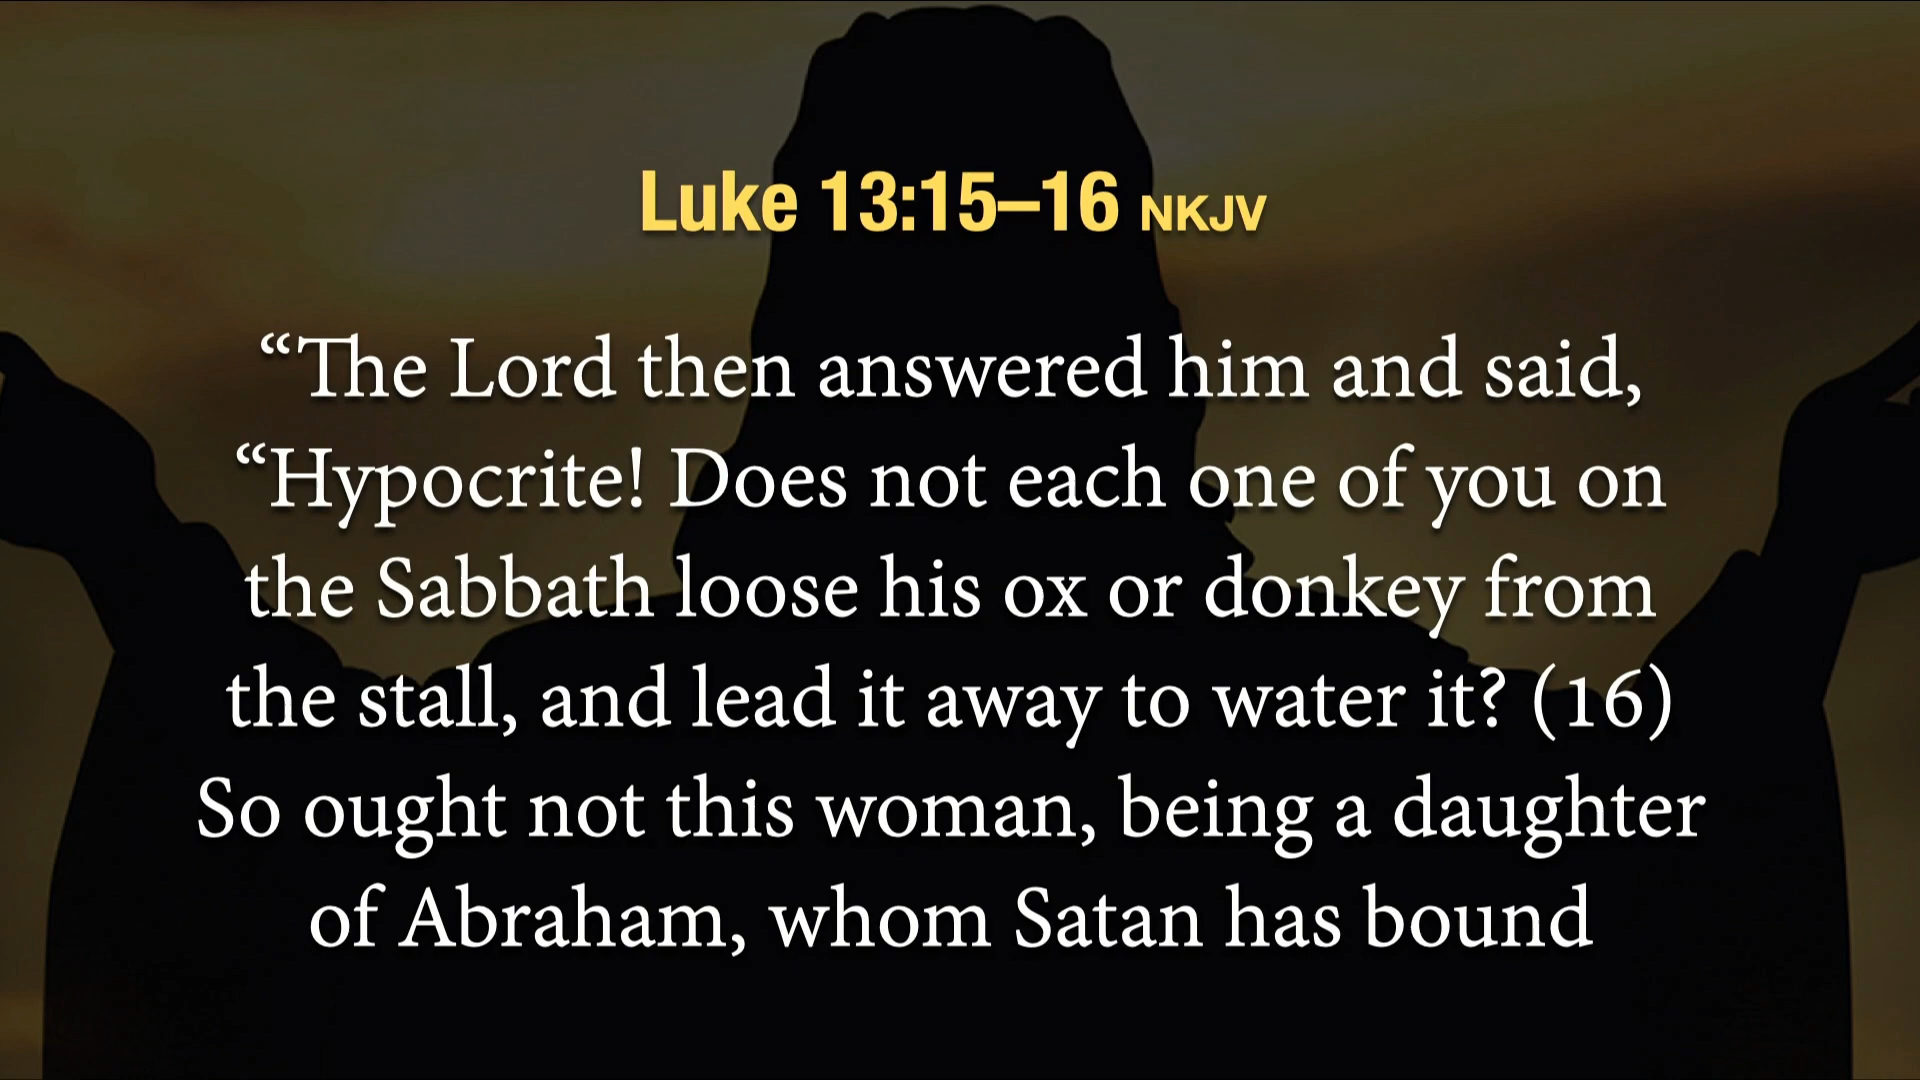 Luke 13:15–16 NKJV
“The Lord then answered him and said,
“Hypocrite! Does not each one of you on
the Sabbath loose his ox or donkey from
the stall, and lead it away to water it? (16)
So ought not this woman, being a daughter
of Abraham, whom Satan has bound